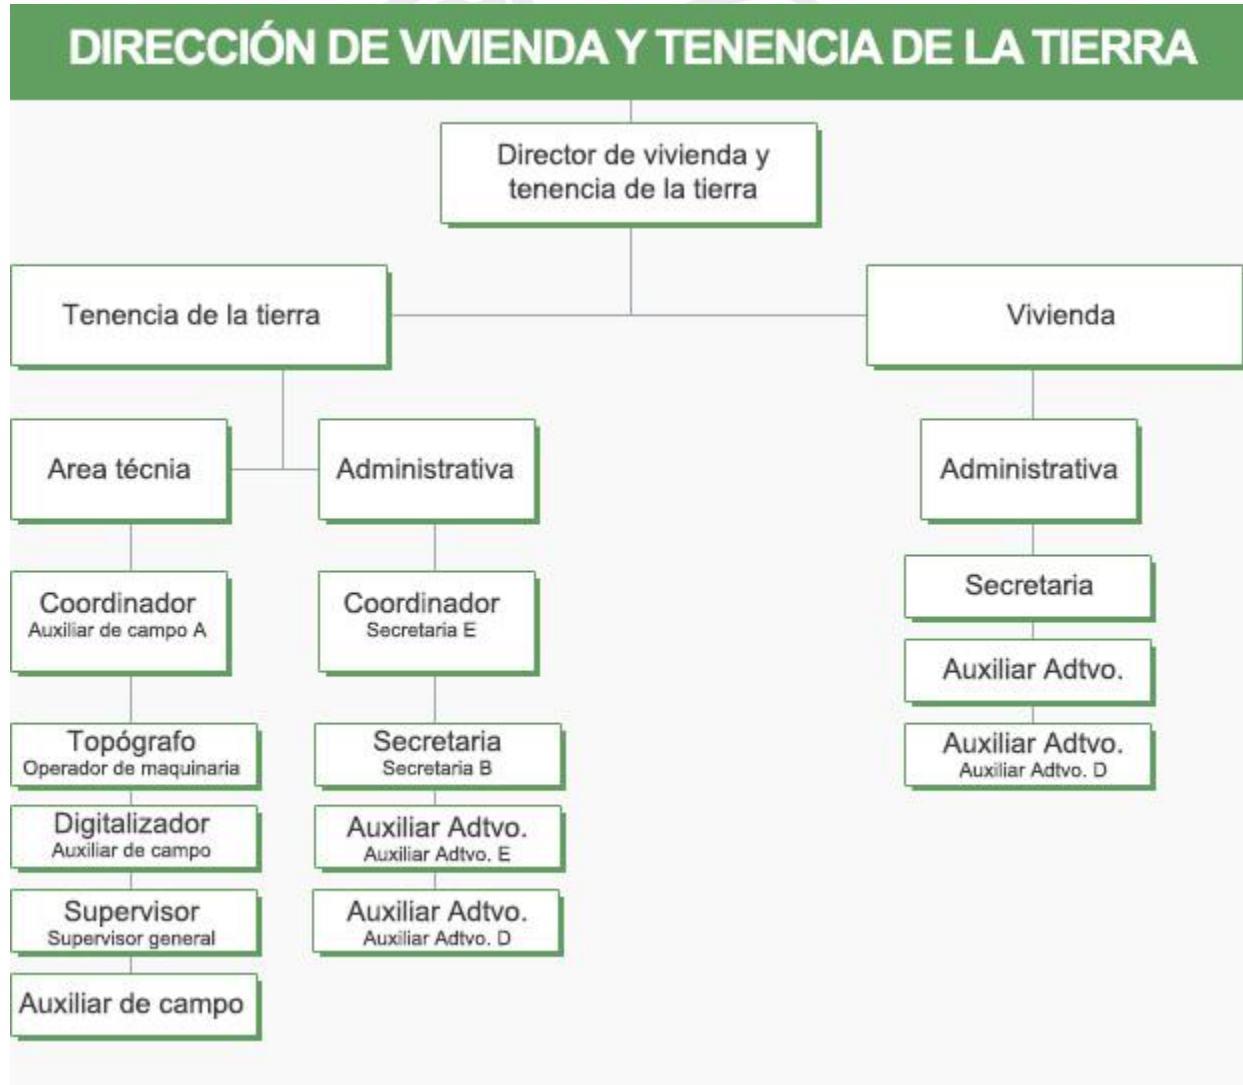 DIRECCIÓN DE VIVIENDA Y TENENCIA DE LA TIERRA
Director de vivienda y
tenencia de la tierra
Tenencia de la tierra
Vivienda
Area técnia
Administrativa
Administrativa
Coordinador
Auxiliar de campo A
Coordinador
Secretaria E
Secretaria
Auxiliar Adtvo.
Topógrafo
Operador de maquinaria
Secretaria
Secretaria B
Auxiliar Adtvo.
Auxiliar Adtvo. D
Digitalizador
Auxiliar de campo
Auxiliar Adtvo.
Auxiliar Adtvo. E
Supervisor
Supervisor general
Auxiliar Adtvo.
Auxiliar Adtvo. D
Auxiliar de campo